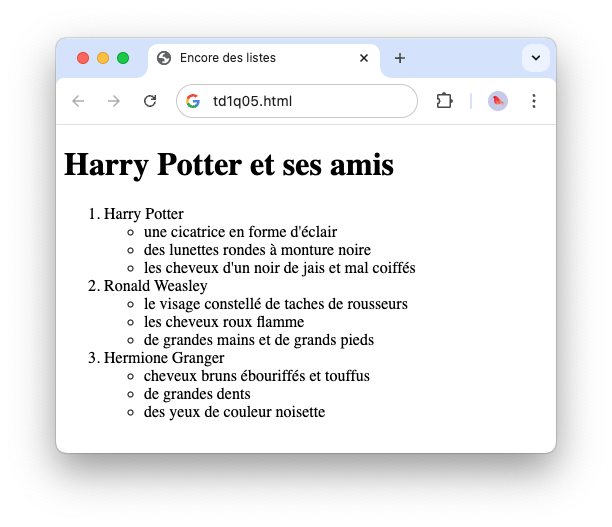 Encore des listes
td1q05.html
Harry Potter et ses amis
1. Harry Potter
une cicatrice en forme d'éclair
des lunettes rondes à monture noire
les cheveux d'un noir de jais et mal coiffés
2. Ronald Weasley
le visage constellé de taches de rousseurs
les cheveux roux flamme
de grandes mains et de grands pieds
3. Hermione Granger
cheveux bruns ébouriffés et touffus
de grandes dents
des yeux de couleur noisette